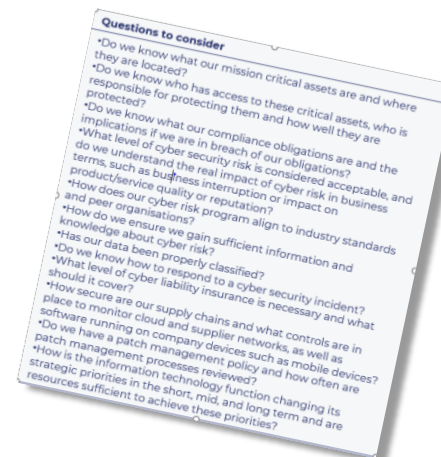 Questions to consider
•Do we know what our mission critical assets are and where
they are located?
•Do we know who has access to these critical assets, who is
responsible for protecting them and how well they are
protected?
•Do we know what our compliance obligations are and the
implications if we are in breach of our obligations?
•What level of cyber security risk is considered acceptable, and
do we understand the real impact of cyber risk in business
terms, such as business interruption or impact on
product/service quality or reputation?
•How does our cyber risk program align to industry standards
and peer organisations?
•How do we ensure we gain sufficient information and
knowledge about cyber risk?
•Has our data been properly classified?
•Do we know how to respond to a cyber security incident?
•What level of cyber liability insurance is necessary and what
should it cover?
•How secure are our supply chains and what controls are in
place to monitor cloud and supplier networks, as well as
software running on company devices such as mobile devices?
•Do we have a patch management policy and how often are
patch management processes reviewed?
•How is the information technology function changing its
strategic priorities in the short, mid, and long term and are
resources sufficient to achieve these priorities?